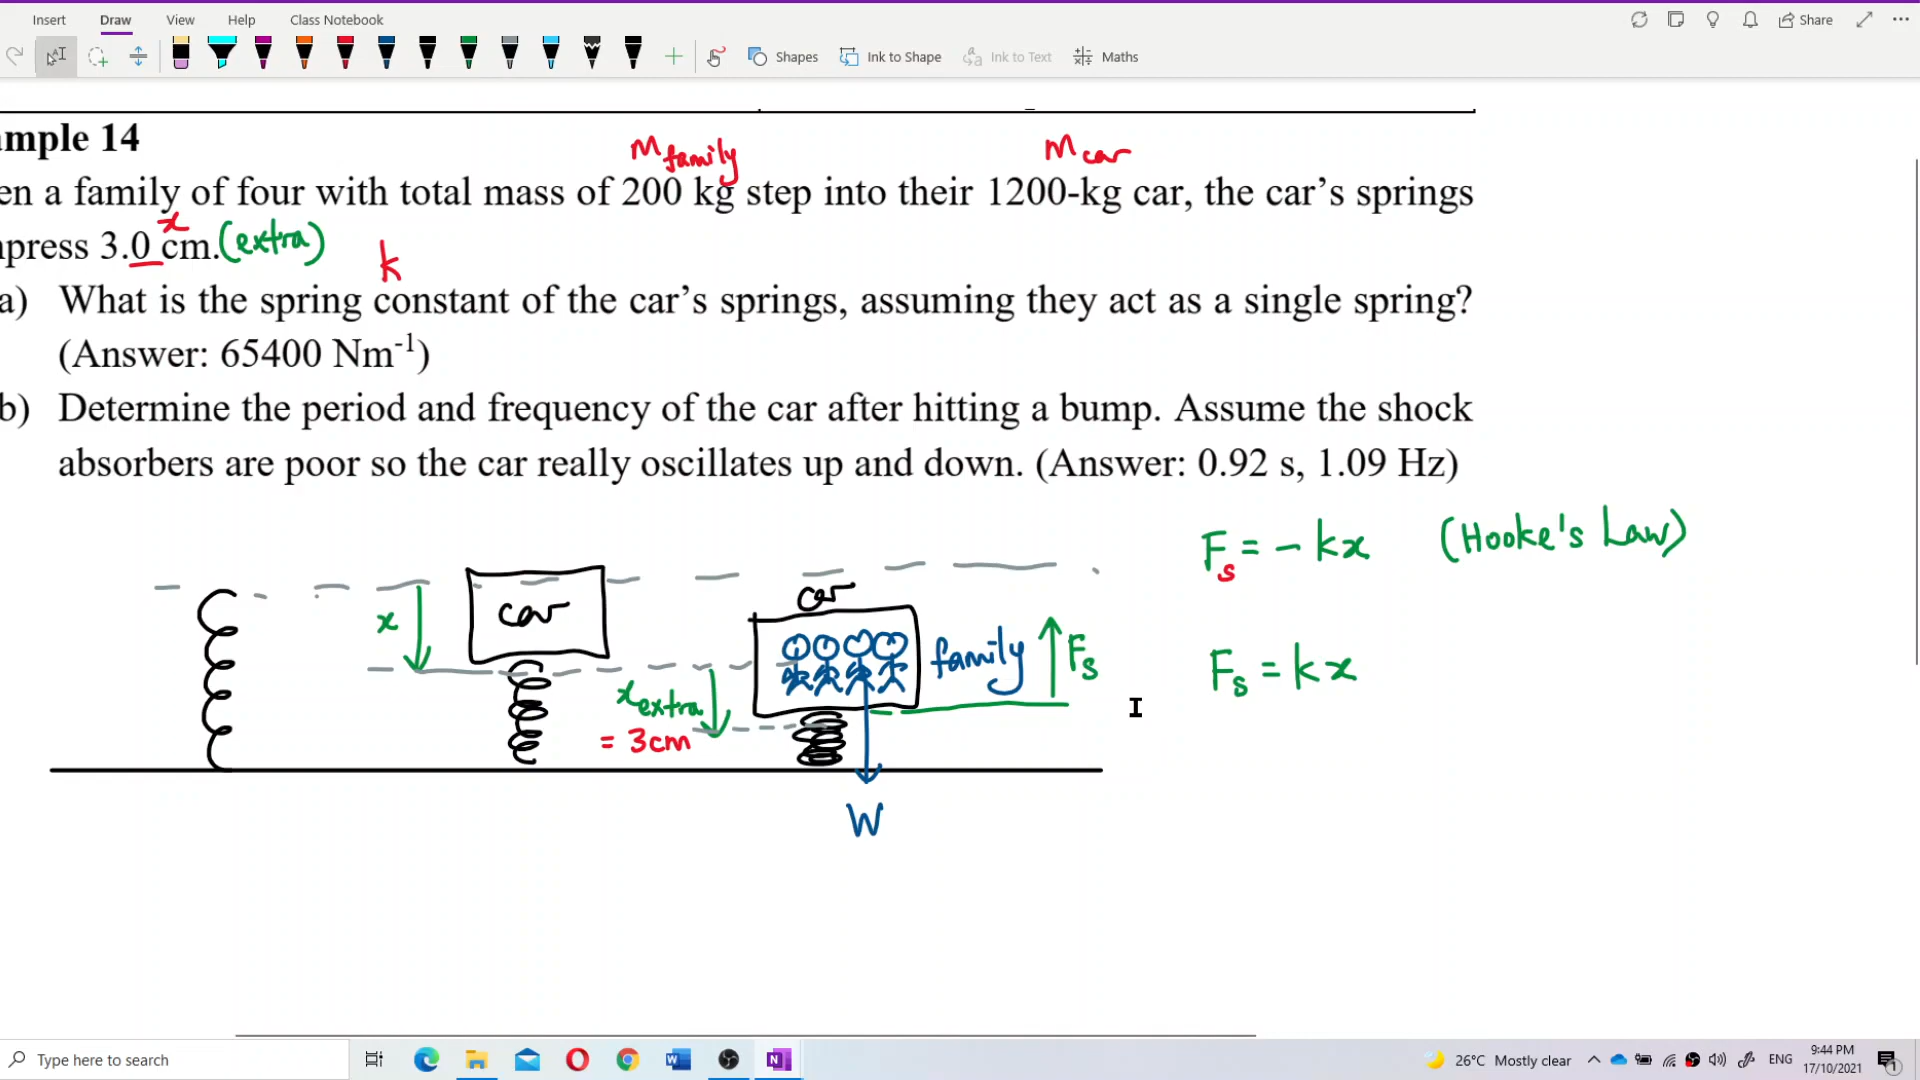 Insert Draw View Help Class Notebook Share
Shapes Ink to Shape Ink to Text Maths
ample 14
M family M car
en a family of four with total mass of 200 kg step into their 1200-kg car, the car's springs
x
npress 3.0 cm. (extra)
k
a) What is the spring constant of the car's springs, assuming they act as a single spring?
(Answer: 65400 Nm-1)
b) Determine the period and frequency of the car after hitting a bump. Assume the shock
absorbers are poor so the car really oscillates up and down. (Answer: 0.92 s, 1.09 Hz)
Fs = - kx (Hooke's Law)
car
car
x
family
Fs
Fs = kx
xextra
= 3cm
W
Type here to search
26°C Mostly clear
ENG
9:44 PM
17/10/2021
1